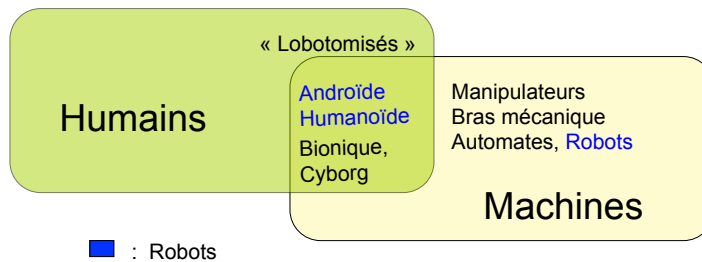 « Lobotomisés »
Humains
Androïde
Humanoïde
Bionique,
Cyborg
Manipulateurs
Bras mécanique
Automates, Robots
Machines
: Robots